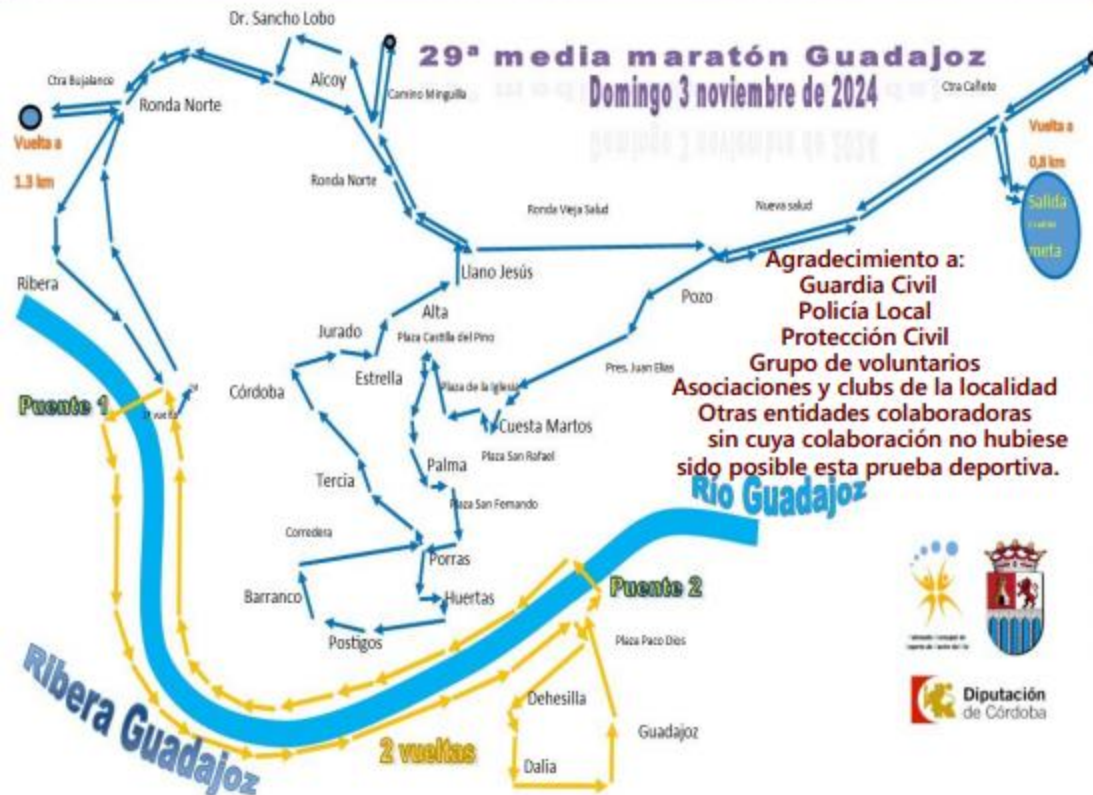 Dr. Sancho Lobo
29ª media maratón Guadajoz
Domingo 3 noviembre de 2024
Ctra Bujalance
Alcoy
Camino Minguilla
Ctra Cañete
Ronda Norte
Vuelta a
1.3 km
Vuelta a
0,8 km
Ronda Norte
Ronda Vieja Salud
Nueva salud
Salida
meta
Llano Jesús
Agradecimiento a:
Guardia Civil
Policía Local
Protección Civil
Grupo de voluntarios
Asociaciones y clubs de la localidad
Otras entidades colaboradoras
sin cuya colaboración no hubiese
sido posible esta prueba deportiva.
Ribera
Pozo
Alta
Jurado
Plaza Castilla del Pino
Estrella
Pres. Juan Elías
Córdoba
Plaza de la Iglesia
Puente 1
Cuesta Martos
Plaza San Rafael
Palma
Tercia
Plaza San Fernando
Río Guadajoz
Corredera
Porras
Barranco
Huertas
Puente 2
Postigos
Plaza Paco Dios
Ribera Guadajoz
Dehesilla
Guadajoz
2 vueltas
Dalia
Diputación
de Córdoba